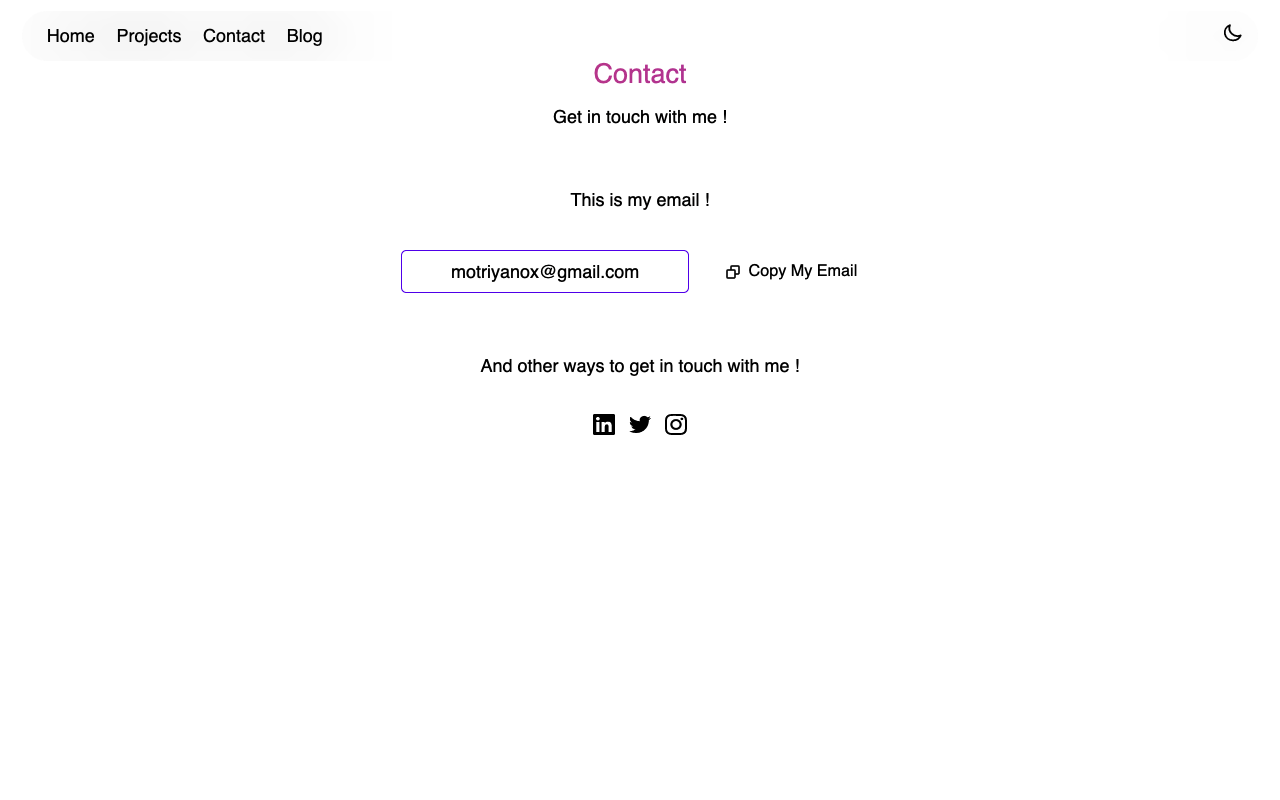 Home Projects Contact Blog
Contact
Get in touch with me !
This is my email !
motriyanox@gmail.com Copy My Email
And other ways to get in touch with me !